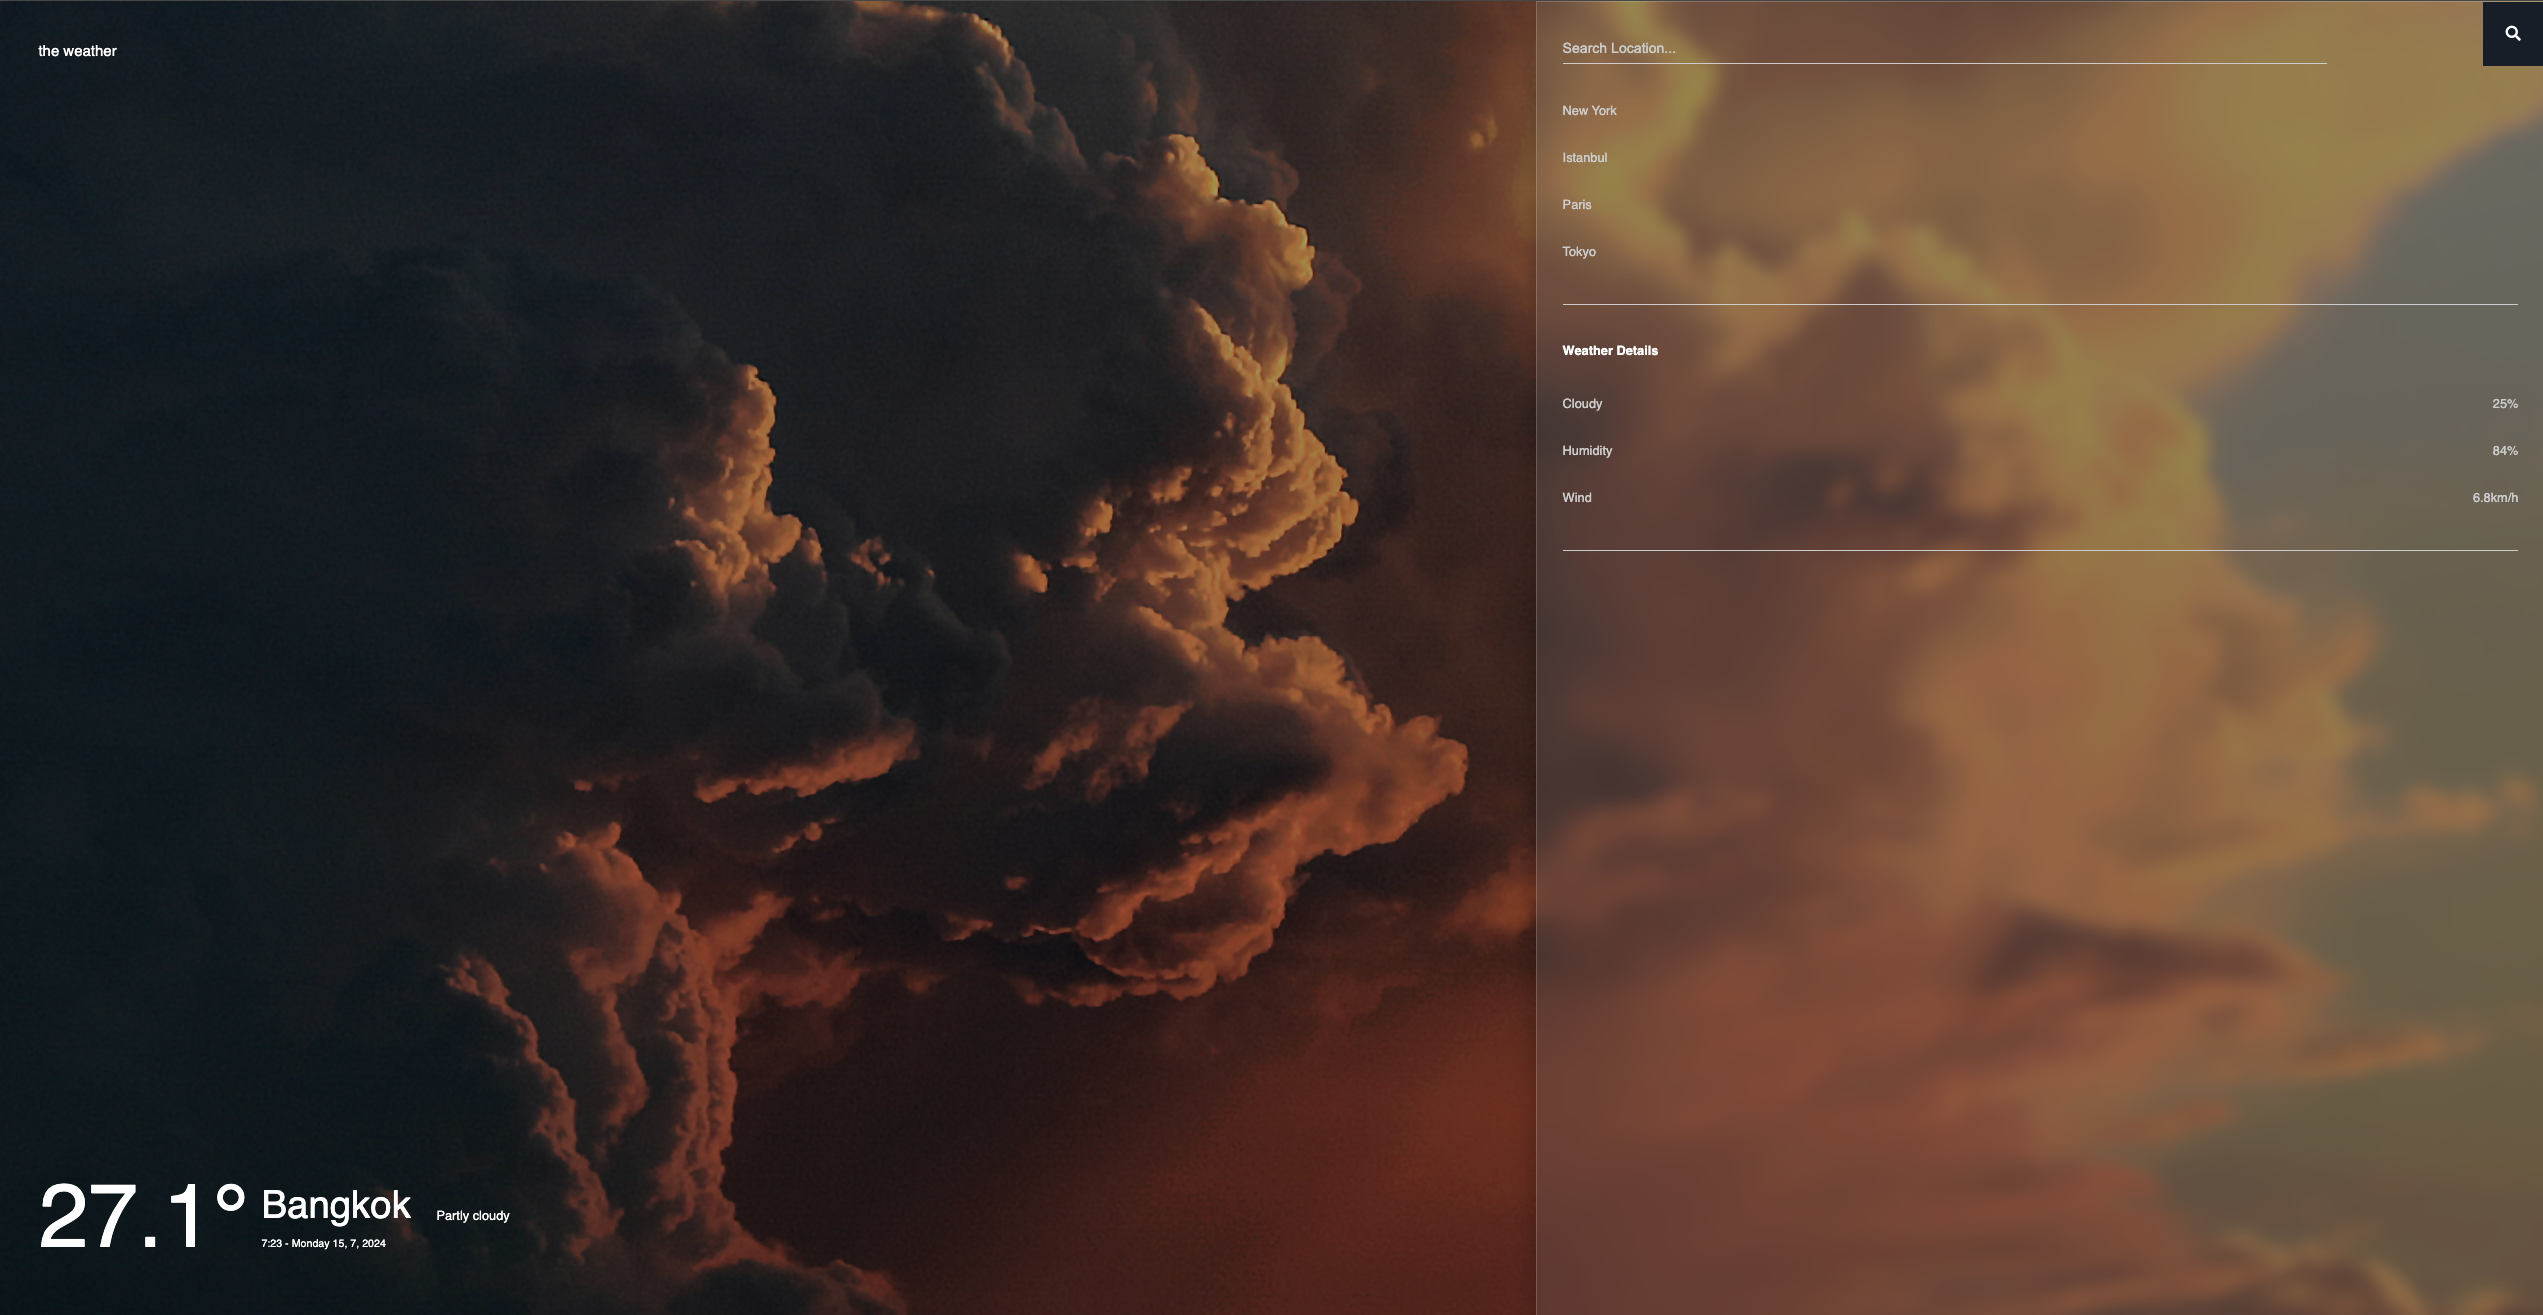 the weather
27.1°
Bangkok
7:23 - Monday 15, 7, 2024
Partly cloudy
Search Location...
New York
Istanbul
Paris
Tokyo
Weather Details
Cloudy 25%
Humidity 84%
Wind 6.8km/h